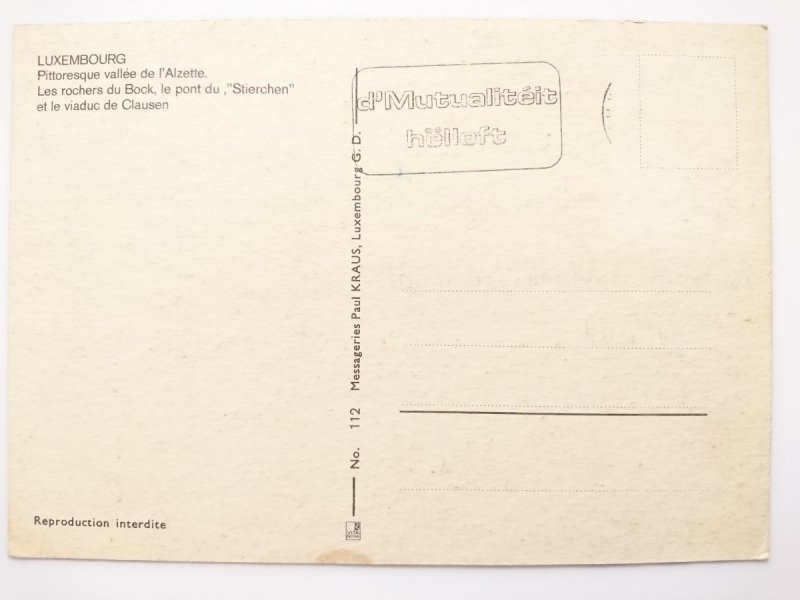 LUXEMBOURG
Pittoresque vallée de l'Alzette.
Les rochers du Bock, le pont du ,"Stierchen"
et le viaduc de Clausen
d'Mutualitéit
hëlleft
No. 112 Messageries Paul KRAUS, Luxembourg G. D.
Reproduction interdite